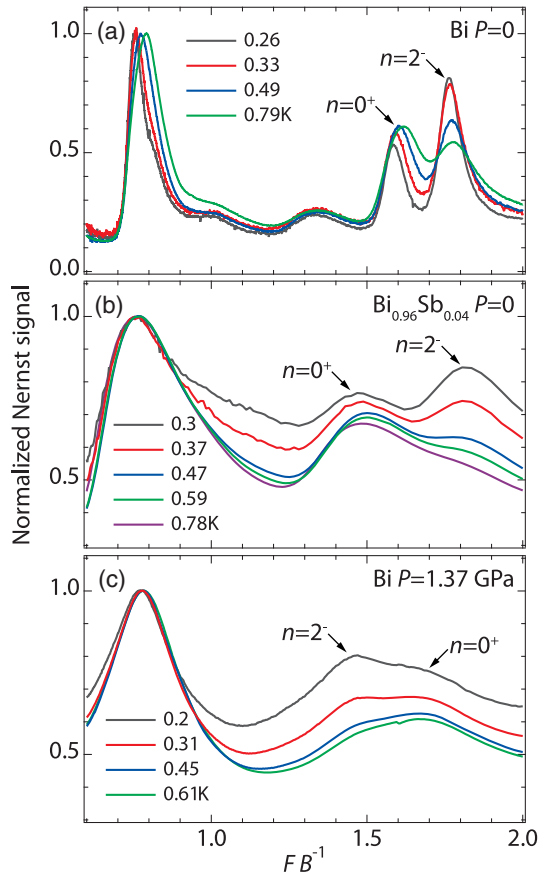 (a)
Bi P=0
0.26
0.33
0.49
0.79K
n=2-
n=0+
1.0
0.5
0.0
(b)
Bi0.96Sb0.04 P=0
n=2-
n=0+
1.0
0.5
0.3
0.37
0.47
0.59
0.78K
Normalized Nernst signal
(c)
Bi P=1.37 GPa
n=2-
n=0+
1.0
0.5
0.2
0.31
0.45
0.61K
1.0
1.5
2.0
F B-1